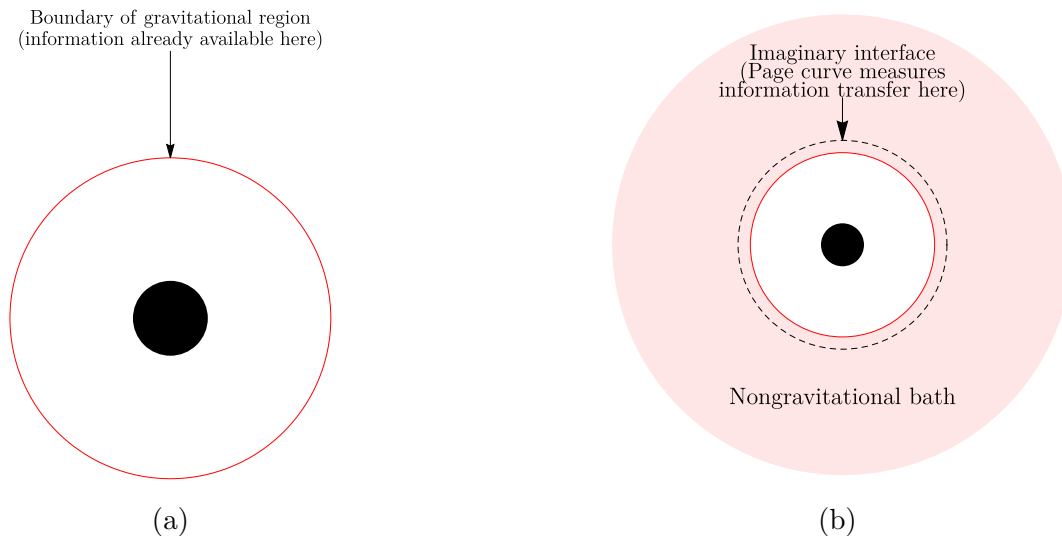 Boundary of gravitational region
(information already available here)
Imaginary interface
(Page curve measures
information transfer here)
Nongravitational bath
(a)
(b)